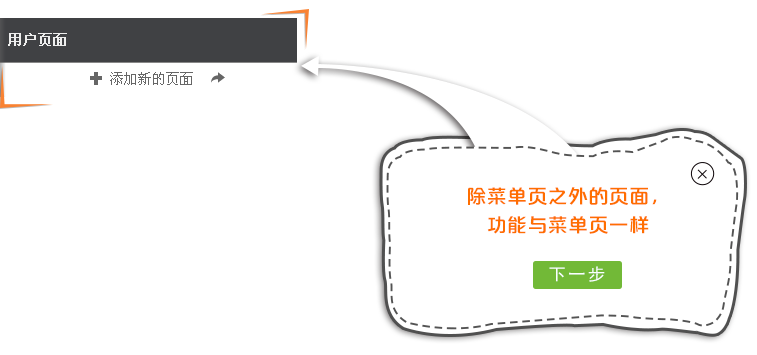 用户页面
添加新的页面
除菜单页之外的页面，
功能与菜单页一样
下一步